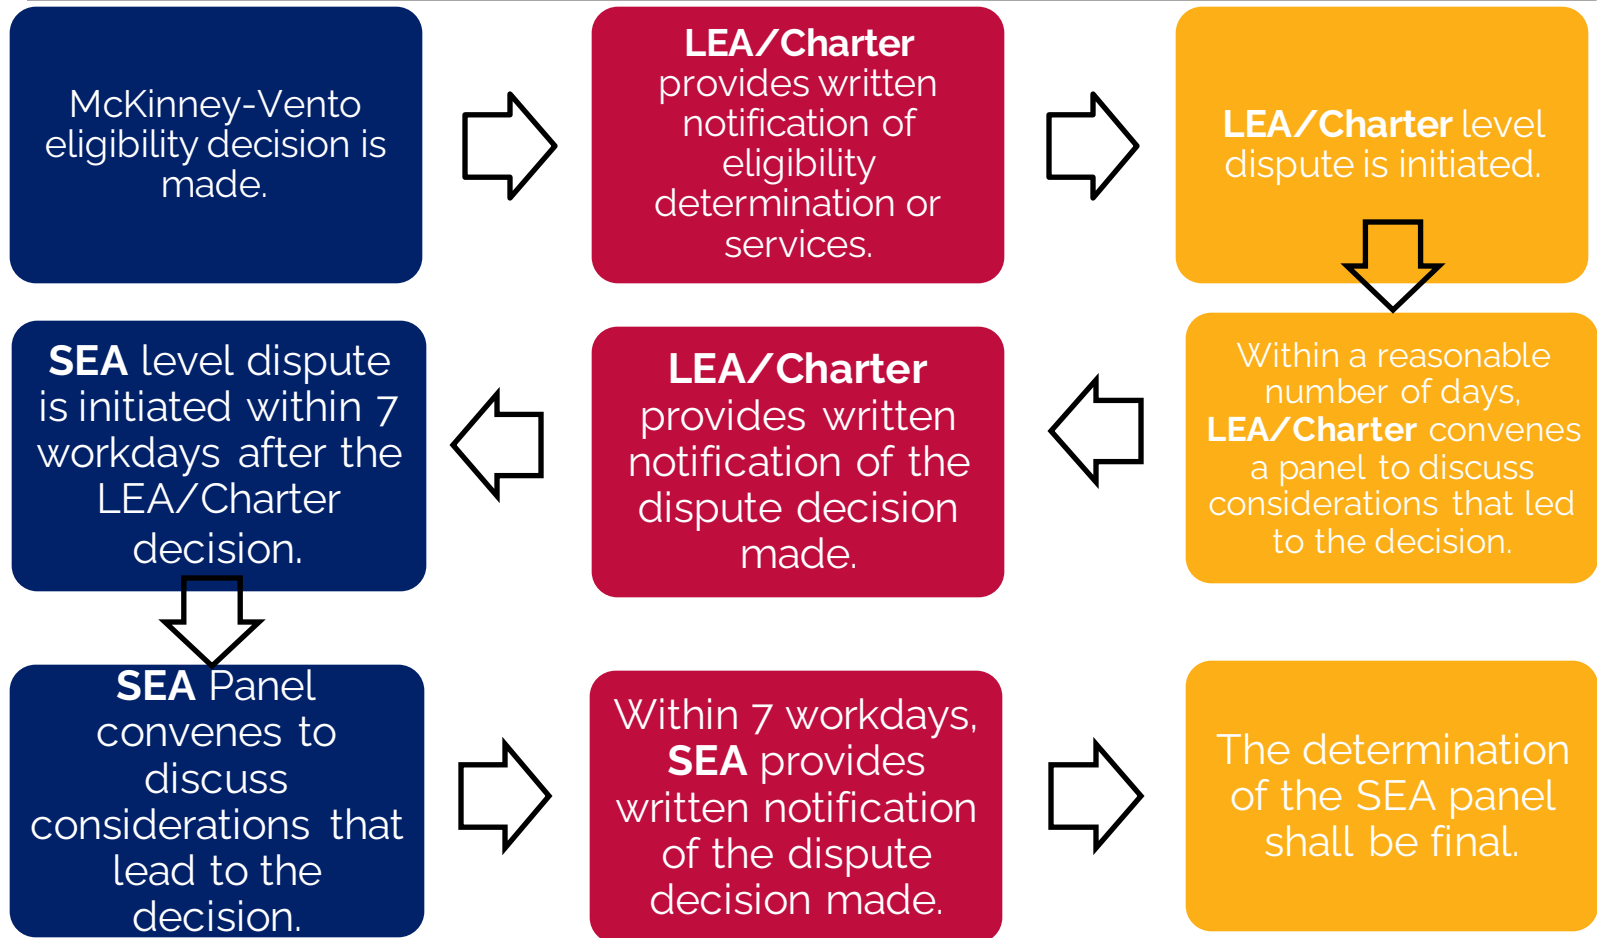 McKinney-Vento
eligibility decision is
made.
LEA/Charter
provides written
notification of
eligibility
determination or
services.
LEA/Charter level
dispute is initiated.
Within a reasonable
number of days,
LEA/Charter convenes
a panel to discuss
considerations that led
to the decision.
LEA/Charter
provides written
notification of the
dispute decision
made.
SEA level dispute
is initiated within 7
workdays after the
LEA/Charter
decision.
SEA Panel
convenes to
discuss
considerations that
lead to the
decision.
Within 7 workdays,
SEA provides
written notification
of the dispute
decision made.
The determination
of the SEA panel
shall be final.